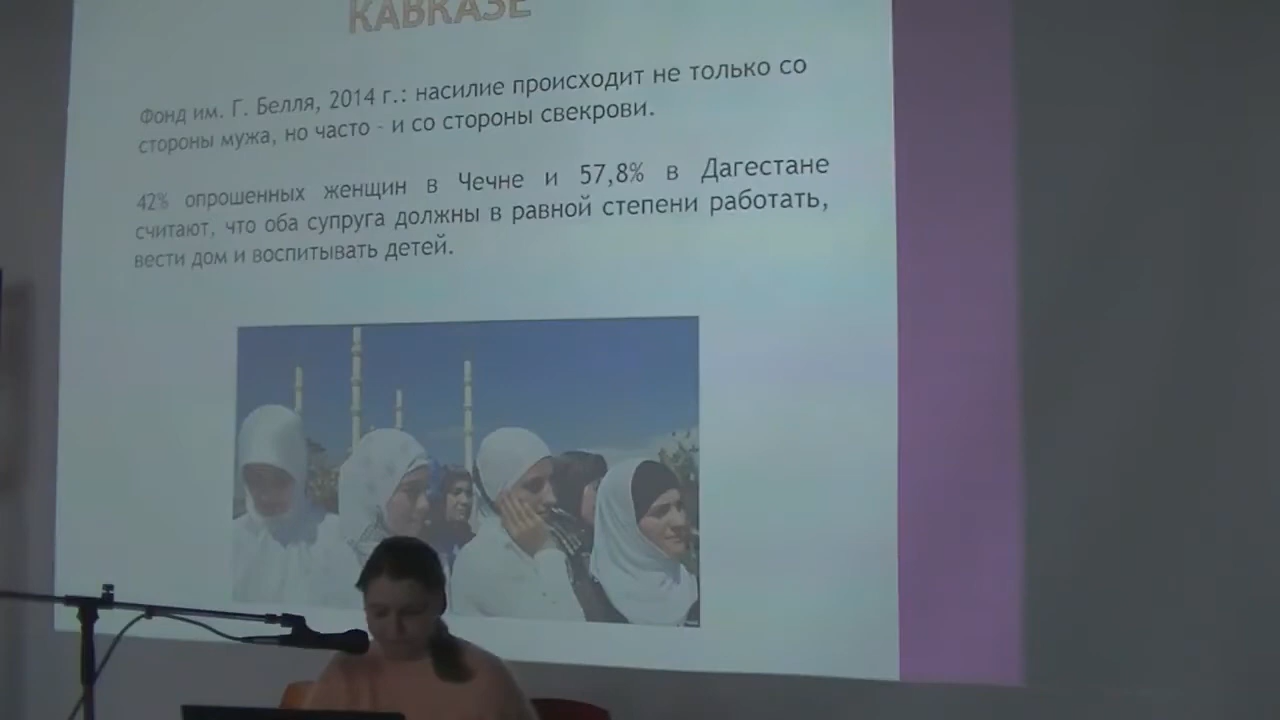 КАВКАЗЕ
Фонд им. Г. Белля, 2014 г.: насилие происходит не только со
стороны мужа, но часто - и со стороны свекрови.
42% опрошенных женщин в Чечне и 57,8% в Дагестане
считают, что оба супруга должны в равной степени работать,
вести дом и воспитывать детей.